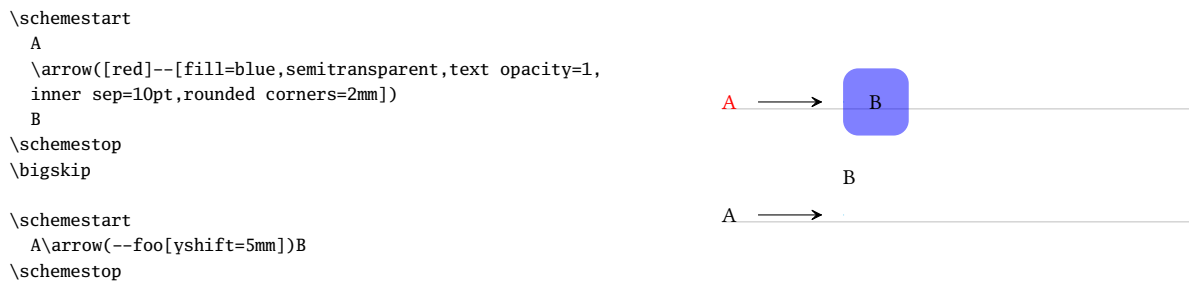 \schemestart
A
\arrow([red]--[fill=blue,semitransparent,text opacity=1,
inner sep=10pt,rounded corners=2mm])
B
\schemestop
\bigskip
\schemestart
A\arrow(--foo[yshift=5mm])B
\schemestop
A B
B
A